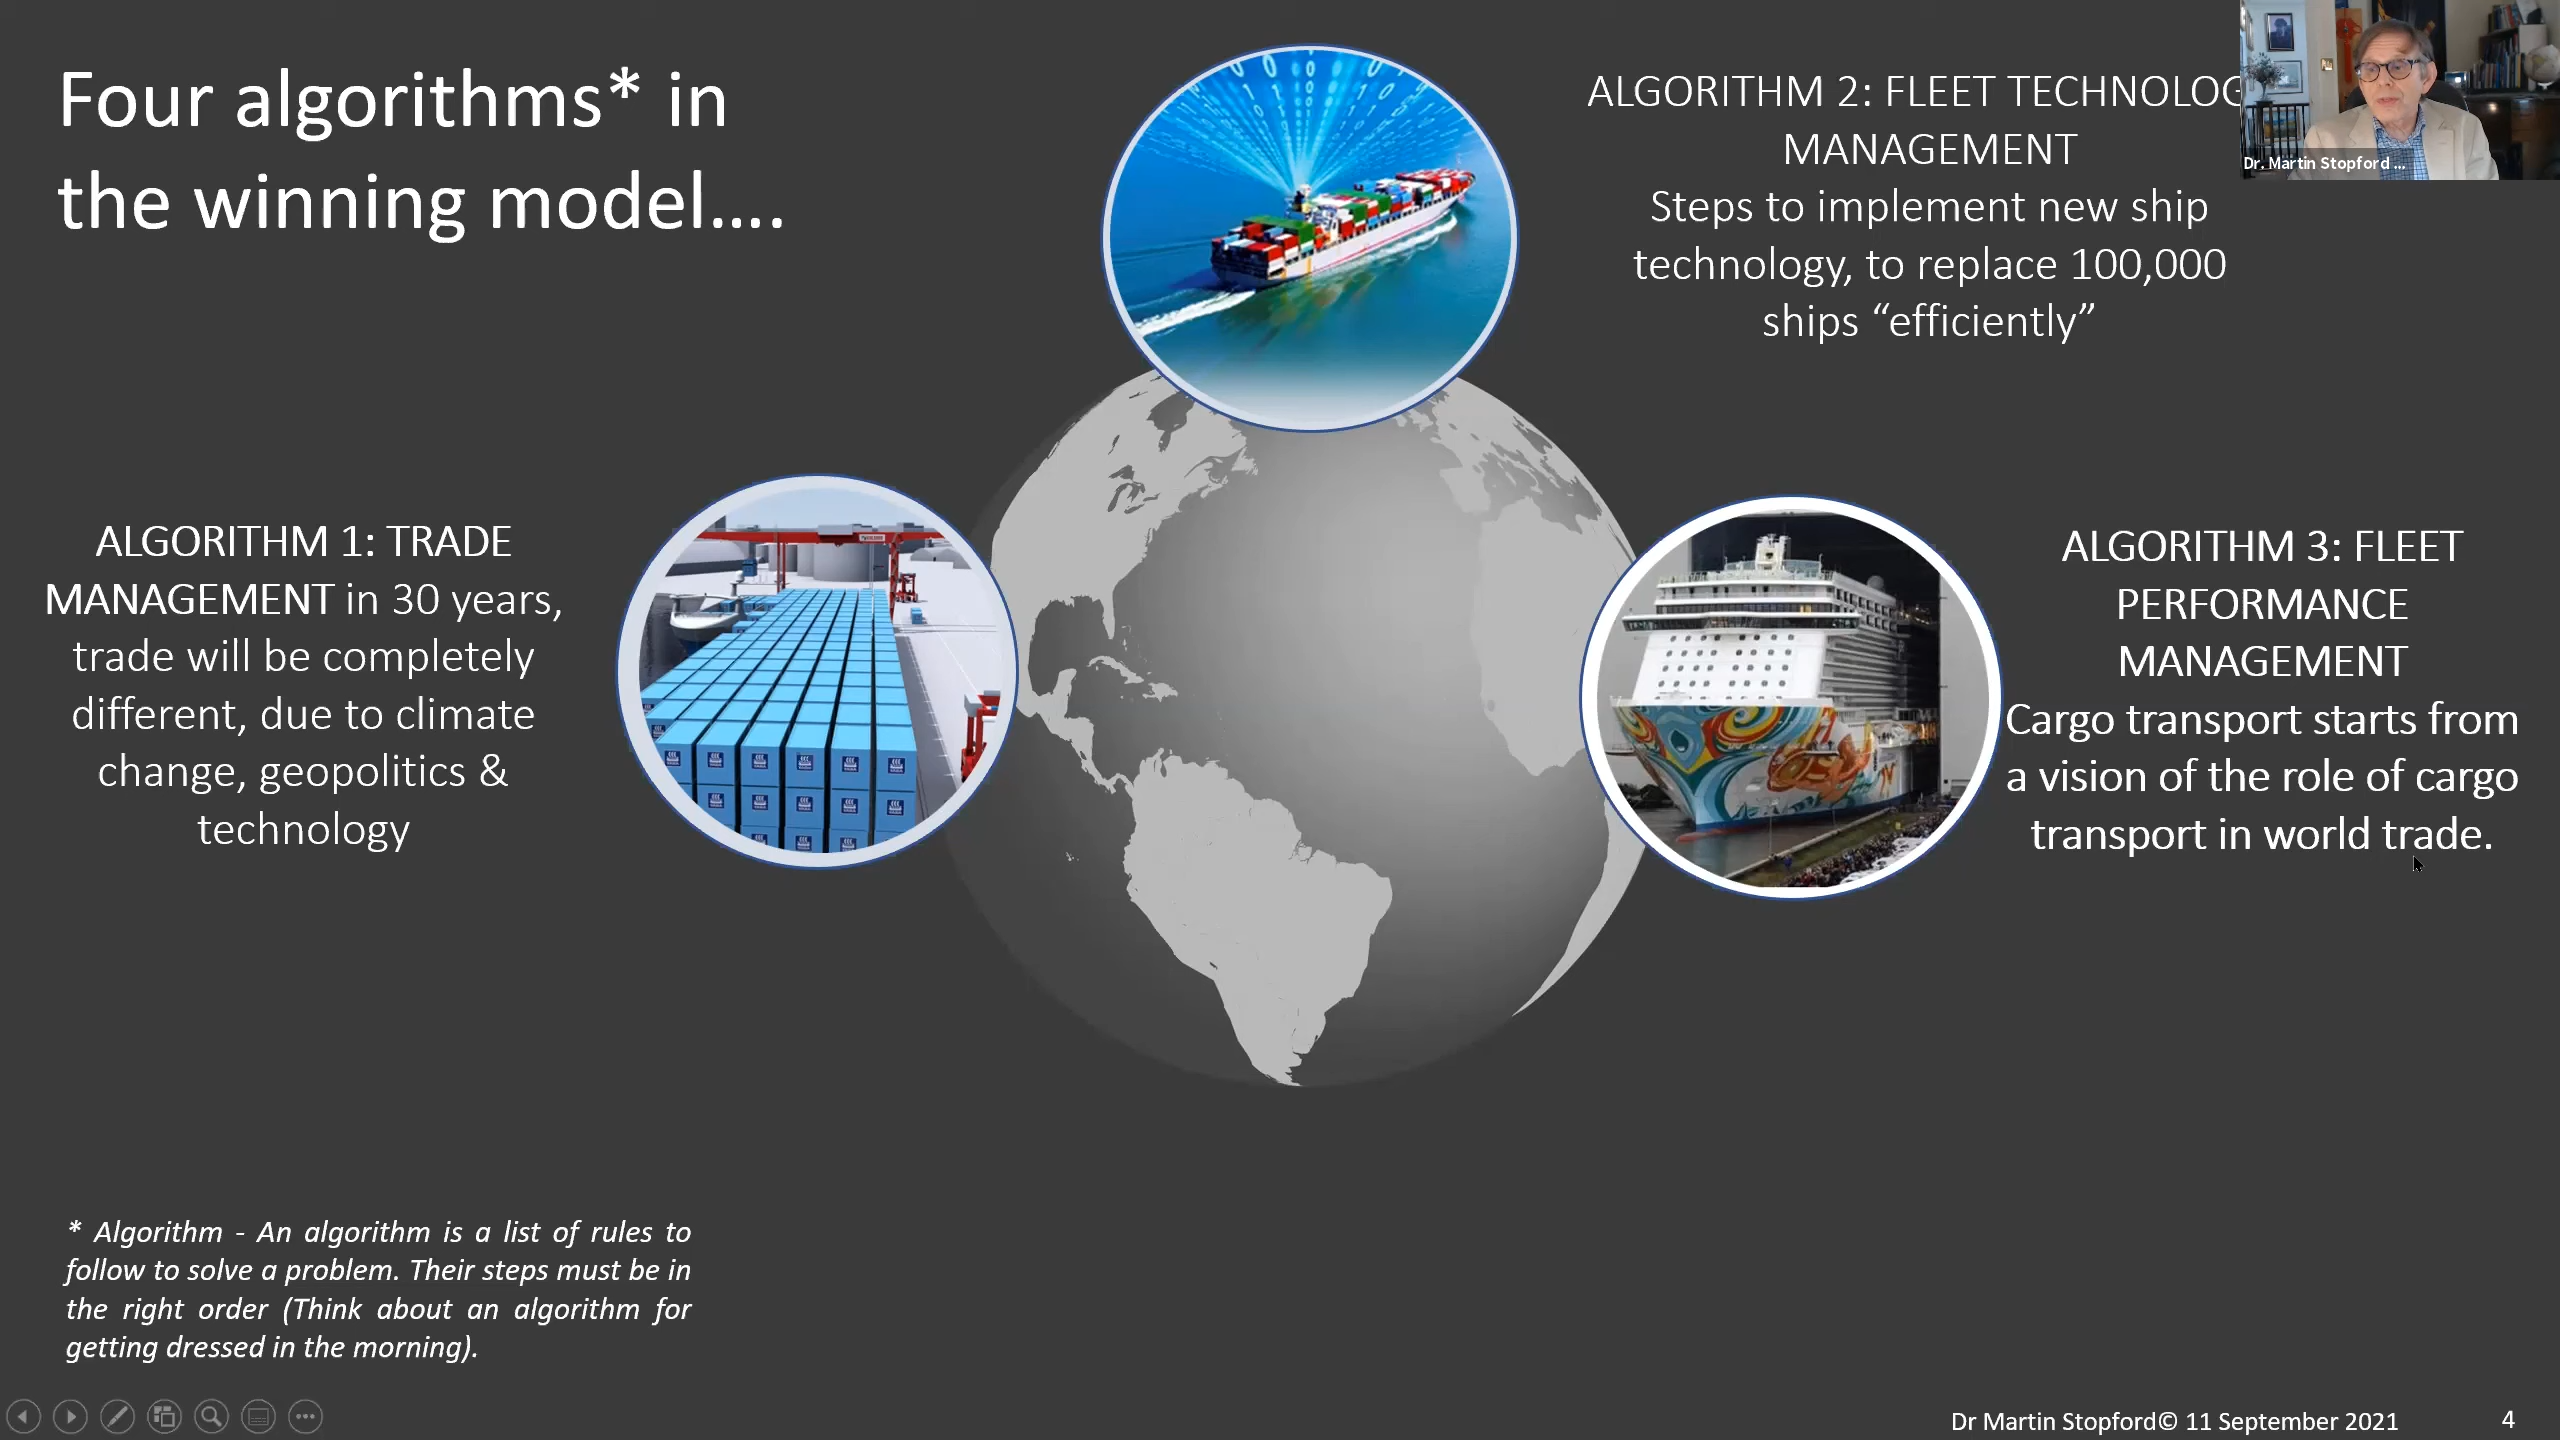 Four algorithms* in
the winning model....
ALGORITHM 2: FLEET TECHNOLOG
MANAGEMENT
Steps to implement new ship
technology, to replace 100,000
ships “efficiently”
Dr. Martin Stopford ...
ALGORITHM 1: TRADE
MANAGEMENT in 30 years,
trade will be completely
different, due to climate
change, geopolitics &
technology
ALGORITHM 3: FLEET
PERFORMANCE
MANAGEMENT
Cargo transport starts from
a vision of the role of cargo
transport in world trade.
* Algorithm - An algorithm is a list of rules to
follow to solve a problem. Their steps must be in
the right order (Think about an algorithm for
getting dressed in the morning).
Dr Martin Stopford© 11 September 2021
4